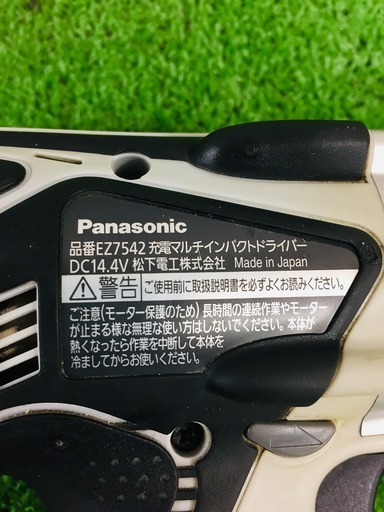 Panasonic
品番EZ7542 充電マルチインパクトドライバー
DC14.4V 松下電工株式会社 Made in Japan
⚠警告 ご使用前に取扱説明書を必ずよくお読みください。
ご注意(モーター保護のため) 長時間の連続作業やモーター
が止まる様な無理な使い方はしないでください。本体が
熱くなったら作業を中断して本体を
冷ましてからお使いください。